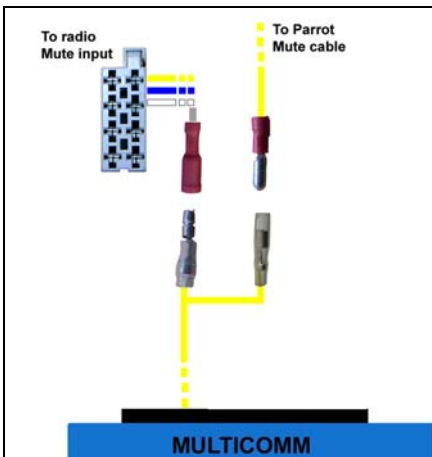 To radio
Mute input
To Parrot
Mute cable
MULTICOMM